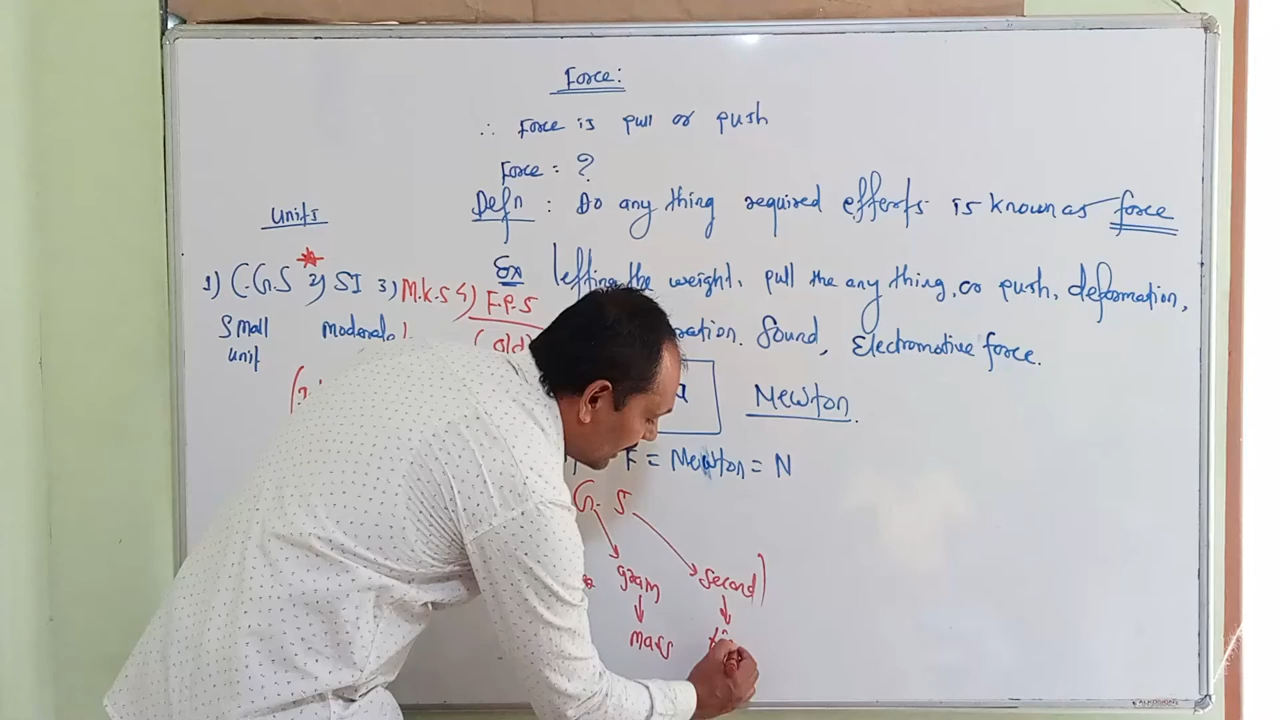 Force:
∴ Force is pull or push
Force = ?
Defn : Do any thing required efforts is known as force
Units
1) C.G.S 2) SI 3) M.K.S 4) F.P.S
Small moderate
unit
(old)
Ex lefting the weight, pull the any thing, or push, deformation,
Sound, Electromotive force.
Newton.
F = Newton = N
G. S
gram second)
mass